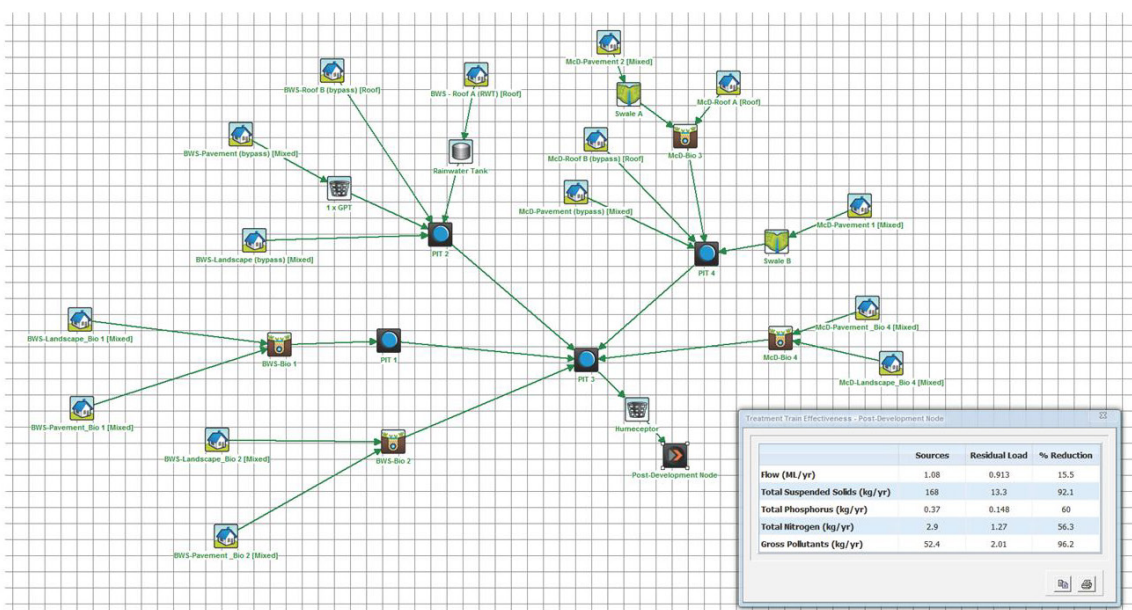 McD-Pavement 2 [Mixed]
BWS-Roof B (bypass) [Roof]
BWS - Roof A (RWT) [Roof]
McD-Roof A [Roof]
Swale A
BWS-Pavement (bypass) [Mixed]
McD-Roof B (bypass) [Roof]
McD-Bio 3
Rainwater Tank
1 x GPT
McD-Pavement (bypass) [Mixed]
McD-Pavement 1 [Mixed]
BWS-Landscape (bypass) [Mixed]
PIT 2
Swale B
PIT 4
BWS-Landscape_Bio 1 [Mixed]
McD-Pavement _Bio 4 [Mixed]
BWS-Bio 1
PIT 1
McD-Bio 4
PIT 3
McD-Landscape_Bio 4 [Mixed]
BWS-Pavement_Bio 1 [Mixed]
Humeceptor
BWS-Landscape_Bio 2 [Mixed]
BWS-Bio 2
Post-Development Node
BWS-Pavement _Bio 2 [Mixed]
Treatment Train Effectiveness - Post-Development Node
Sources Residual Load % Reduction
Flow (ML/yr) 1.08 0.913 15.5
Total Suspended Solids (kg/yr) 168 13.3 92.1
Total Phosphorus (kg/yr) 0.37 0.148 60
Total Nitrogen (kg/yr) 2.9 1.27 56.3
Gross Pollutants (kg/yr) 52.4 2.01 96.2